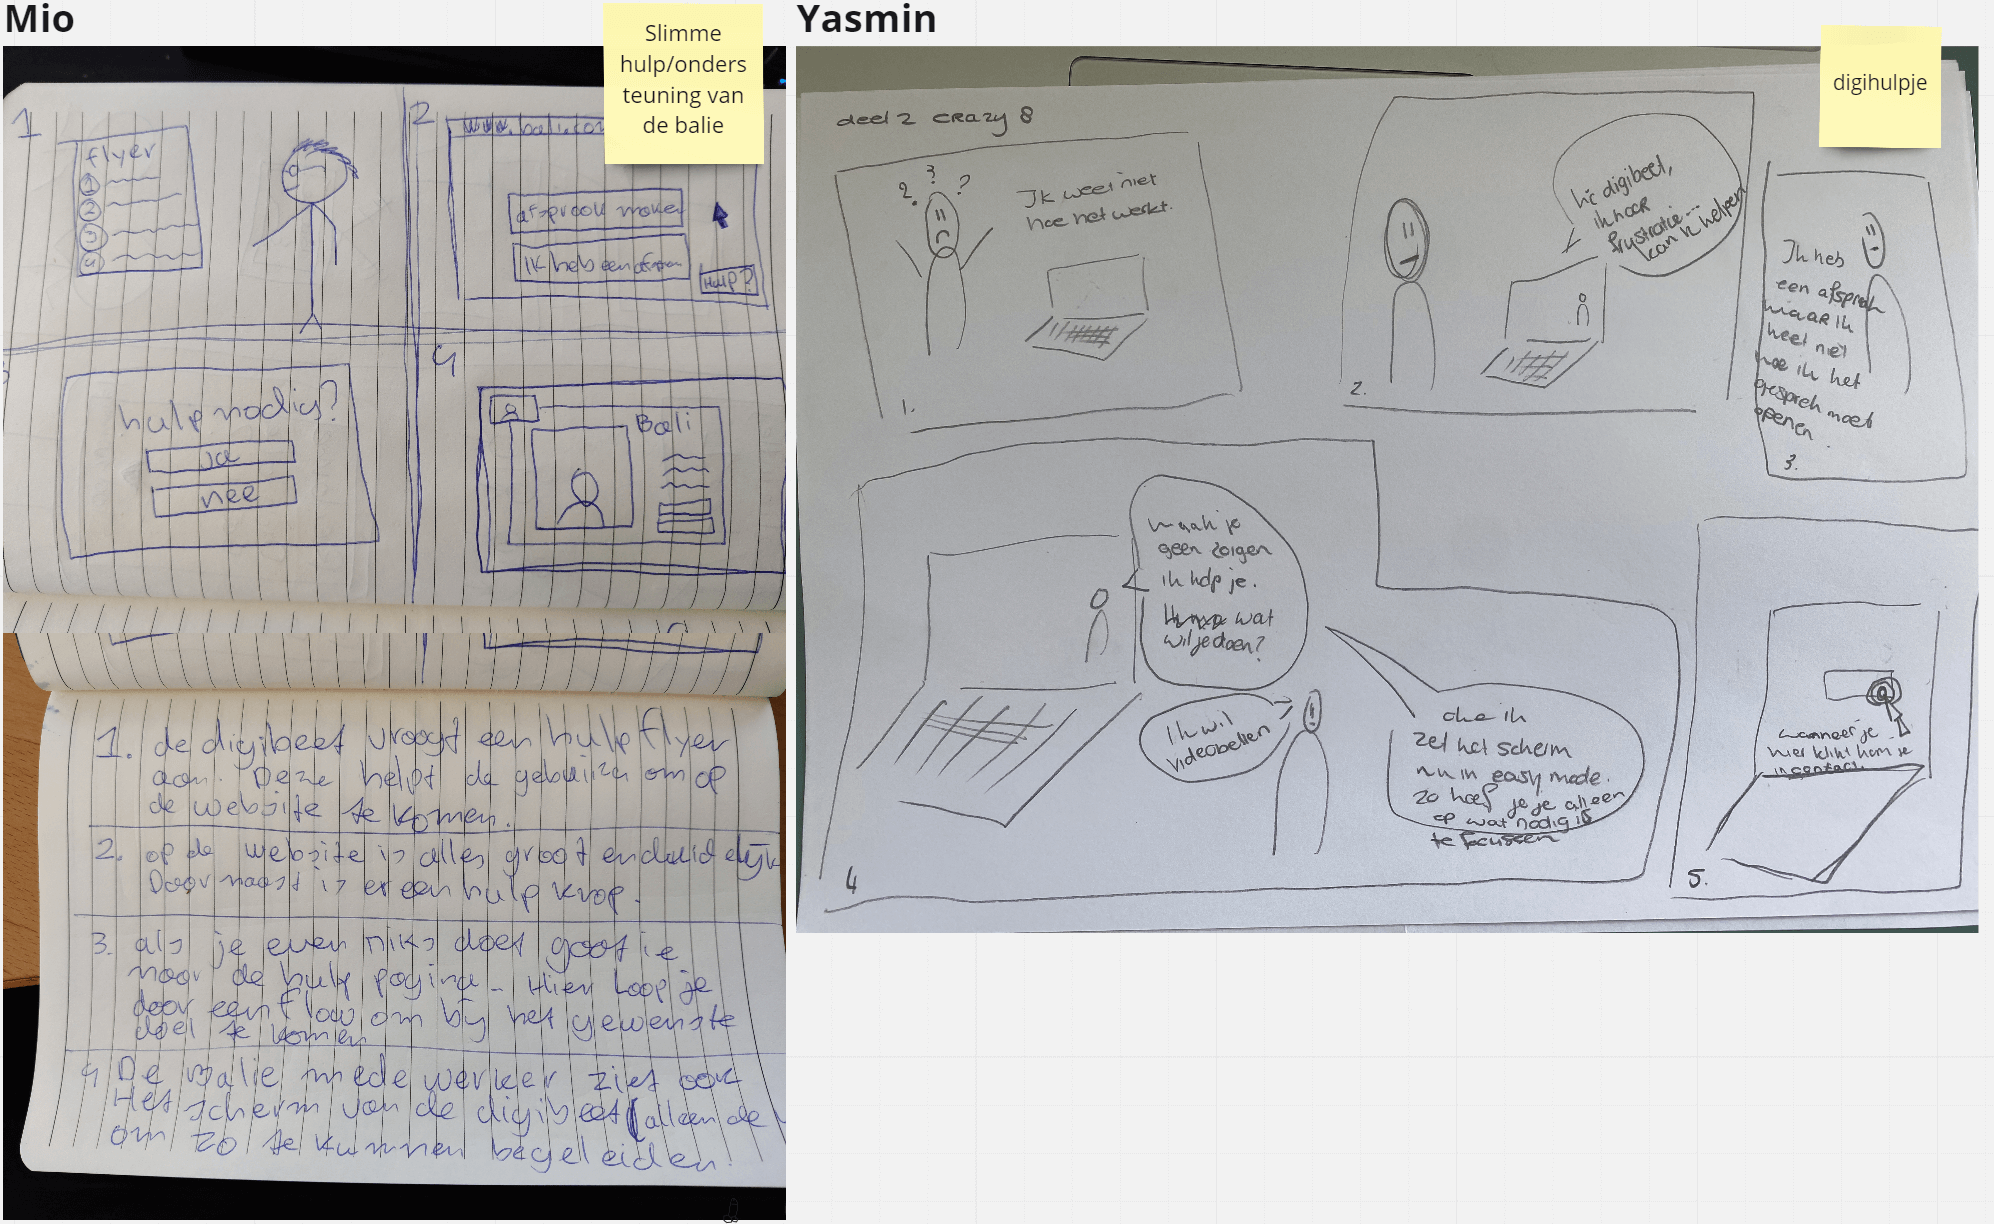 Mio
Slimme
hulp/onders
teuning van
de balie
1
flyer
1
2
3
4
2
www.bali.com
afspraak maken
ik heb een afspraak
Hulp?
hulp nodig?
ja
nee
4
Bali
1. de digibeet vraagt een hulp flyer
aan. Deze helpt de gebruiker om op
de website te komen.
2. op de website is alles groot en duidelijk
Daarnaast is er een hulp knop.
3. als je even niks doet gaat ie
naar de hulp pagina. Hier loop je
door een flow om bij het gewenste
doel te komen
4 De balie medewerker ziet ook
Het scherm van de digibeet (alleen de
om zo te kunnen begeleiden.
Yasmin
digihulpje
deel 2 crazy 8
? ? ?
Ik weet niet
hoe het werkt.
1.
hi digibeet,
ik hoor
frustratie...
kan ik helpen
2.
Ik heb
een afspraak
maar ik
weet niet
hoe ik het
gesprek moet
openen.
3.
maak je
geen zorgen
ik help je.
wat
wil je doen?
Ik wil
videobellen
oke ik
zet het scherm
nu in easy mode.
zo hoef je je alleen
op wat nodig is
te focussen
4
wanneer je
hier klikt kom je
in contact
5.